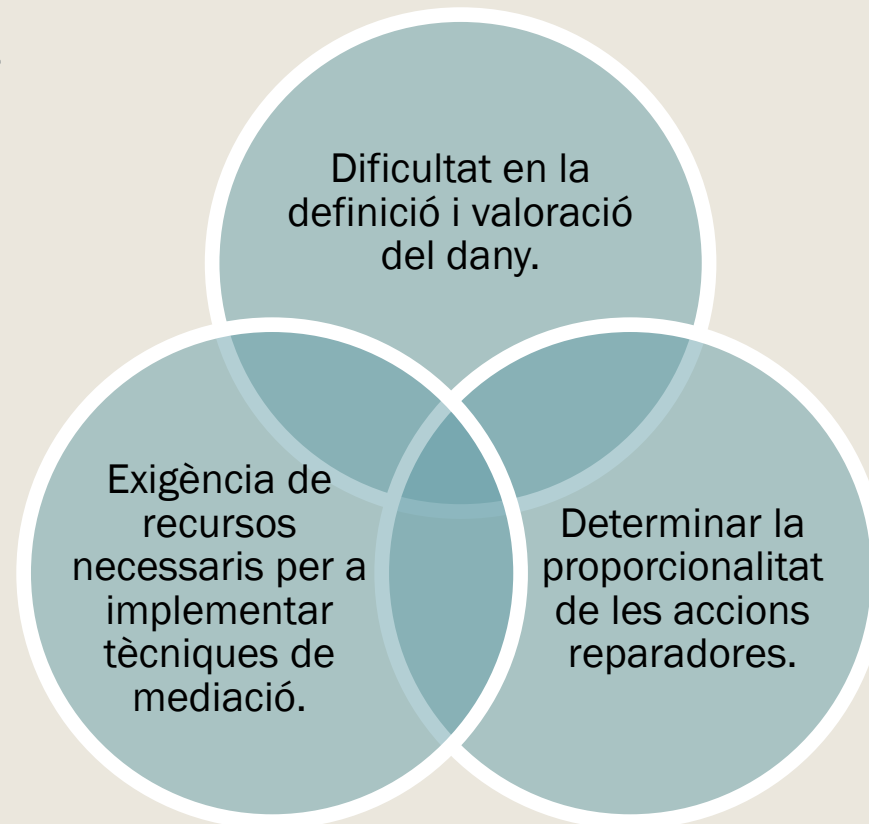 Dificultat en la
definició i valoració
del dany.
Exigència de
recursos
necessaris per a
implementar
tècniques de
mediació.
Determinar la
proporcionalitat
de les accions
reparadores.